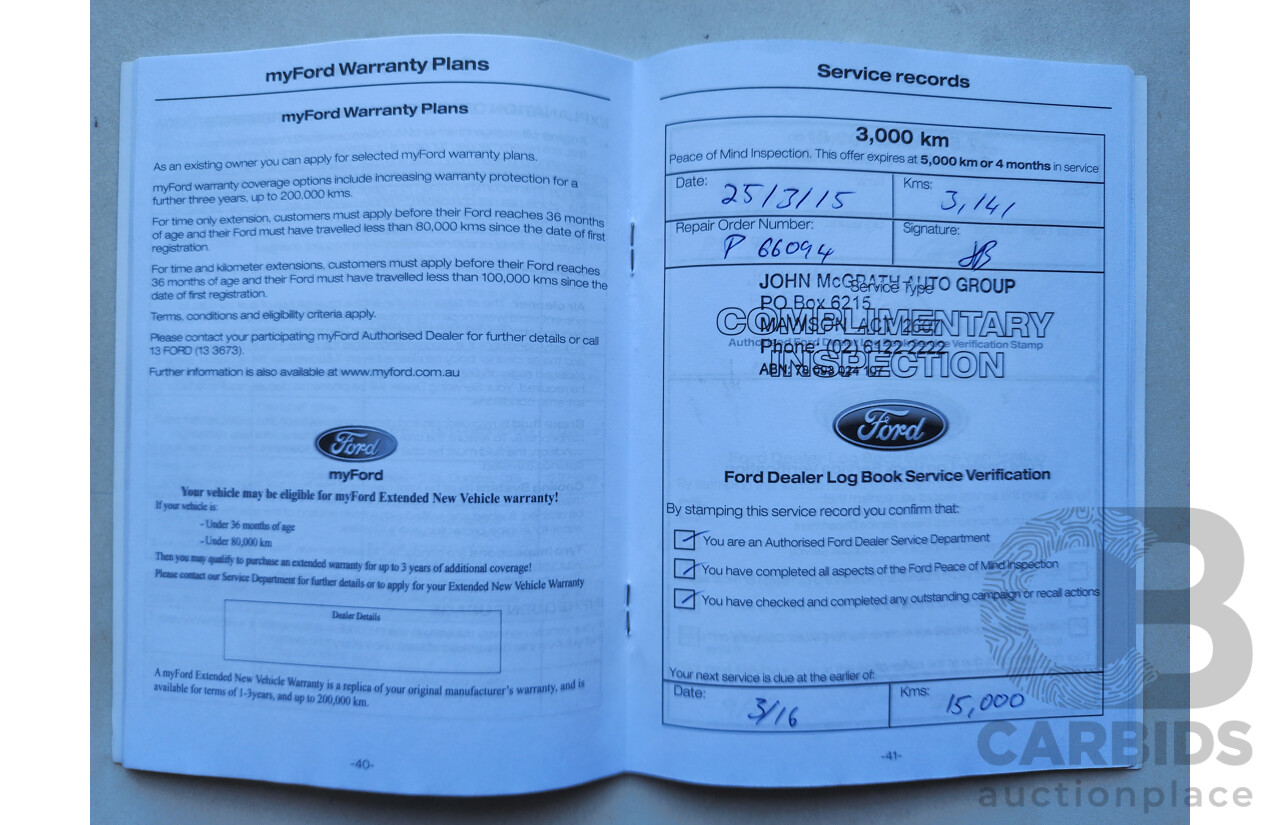 myFord Warranty Plans
myFord Warranty Plans
As an existing owner you can apply for selected myFord warranty plans.
myFord warranty coverage options include increasing warranty protection for a
further three years, up to 200,000 kms.
For time only extension, customers must apply before their Ford reaches 36 months
of age and their Ford must have travelled less than 80,000 kms since the date of first
registration.
For time and kilometer extensions, customers must apply before their Ford reaches
36 months of age and their Ford must have travelled less than 100,000 kms since the
date of first registration.
Terms, conditions and eligibility criteria apply.
Please contact your participating myFord Authorised Dealer for further details or call
13 FORD (13 3673).
Further information is also available at www.myford.com.au
Ford
myFord
Your vehicle may be eligible for myFord Extended New Vehicle warranty!
If your vehicle is:
- Under 36 months of age
- Under 80,000 km
Then you may qualify to purchase an extended warranty for up to 3 years of additional coverage!
Please contact our Service Department for further details or to apply for your Extended New Vehicle Warranty
Dealer Details
A myFord Extended New Vehicle Warranty is a replica of your original manufacturer's warranty, and is
available for terms of 1-3years, and up to 200,000 km.
-40-
Service records
3,000 km
Peace of Mind Inspection. This offer expires at 5,000 km or 4 months in service
Date: 25/3/15
Kms: 3,141
Repair Order Number: P 66094
Signature:
JOHN McGRATH AUTO GROUP
Service Type
PO Box 6215
COMPLIMENTARY
MAWSON ACT 2607
Authorised Ford Dealer Log Book Service Verification Stamp
Phone: (02) 6122 2222
INSPECTION
Ford
Ford Dealer Log Book Service Verification
By stamping this service record you confirm that:
You are an Authorised Ford Dealer Service Department
You have completed all aspects of the Ford Peace of Mind Inspection
You have checked and completed any outstanding campaign or recall actions
Your next service is due at the earlier of:
Date: 3/16
Kms: 15,000
-41-
CB
CARBIDS
auctionplace